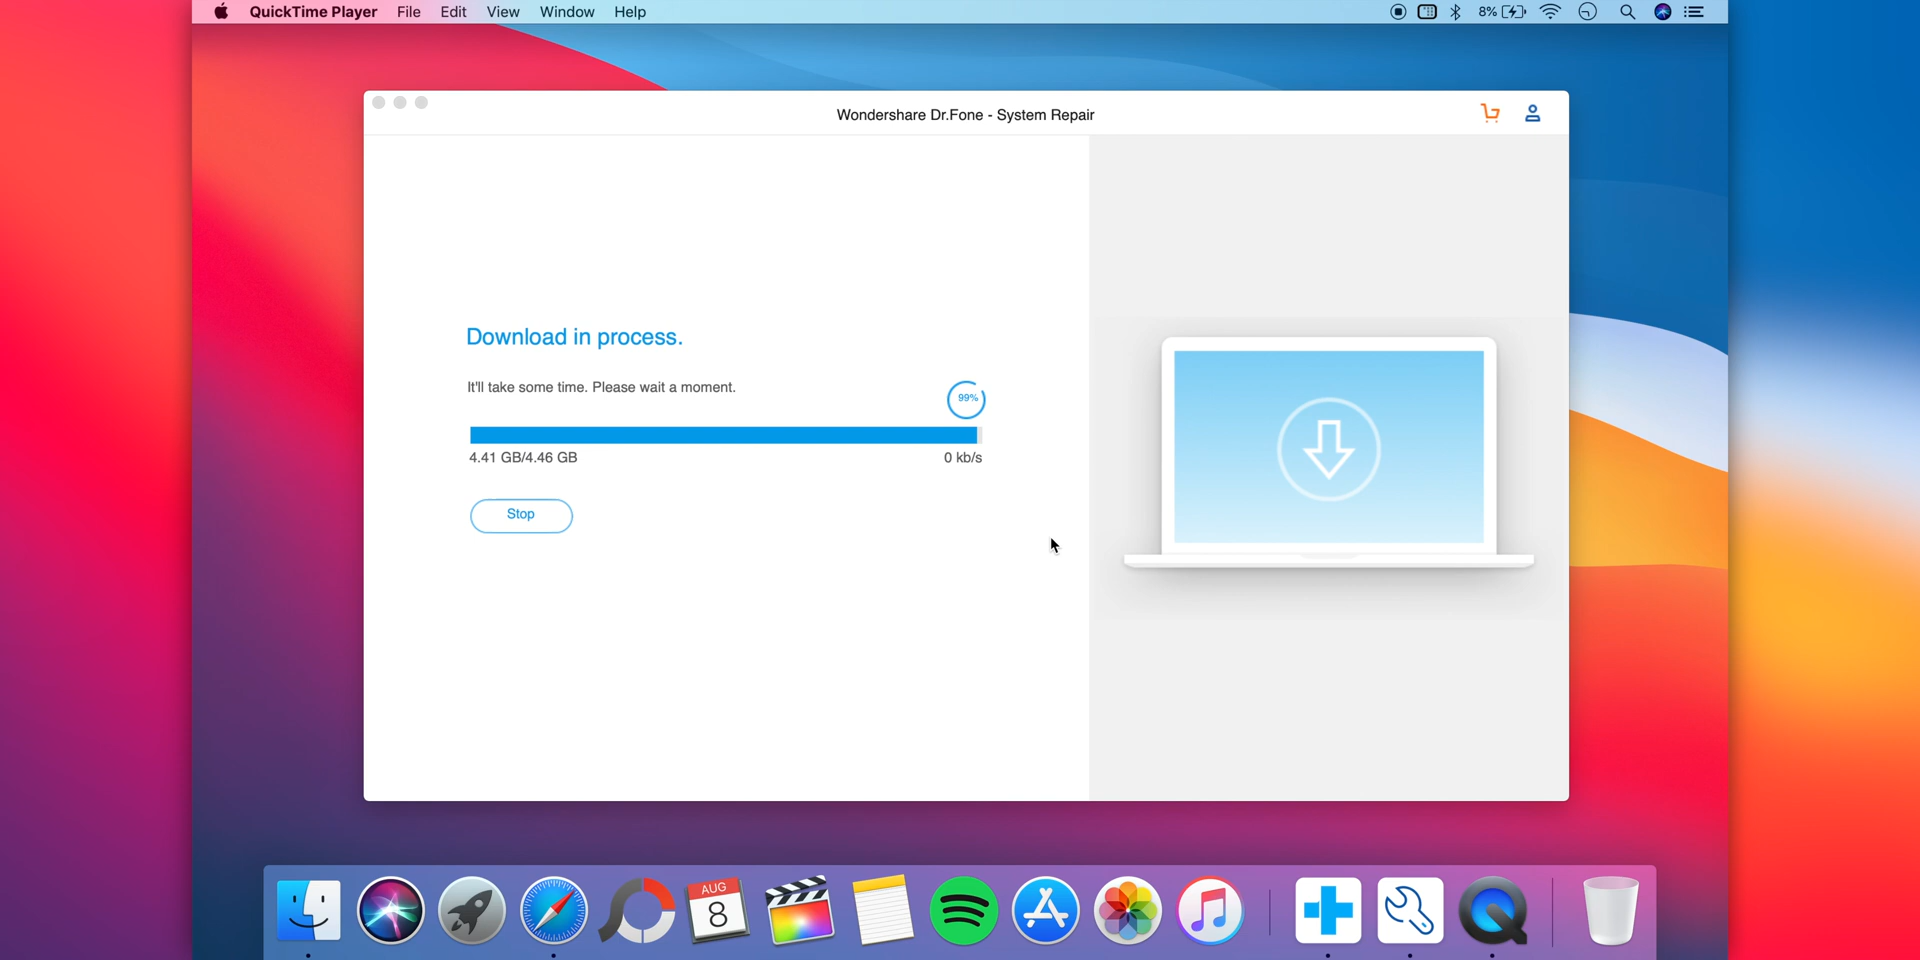 QuickTime Player File Edit View Window Help 8%
Wondershare Dr.Fone - System Repair
Download in process.
It'll take some time. Please wait a moment.
99%
4.41 GB/4.46 GB 0 kb/s
Stop
AUG
8